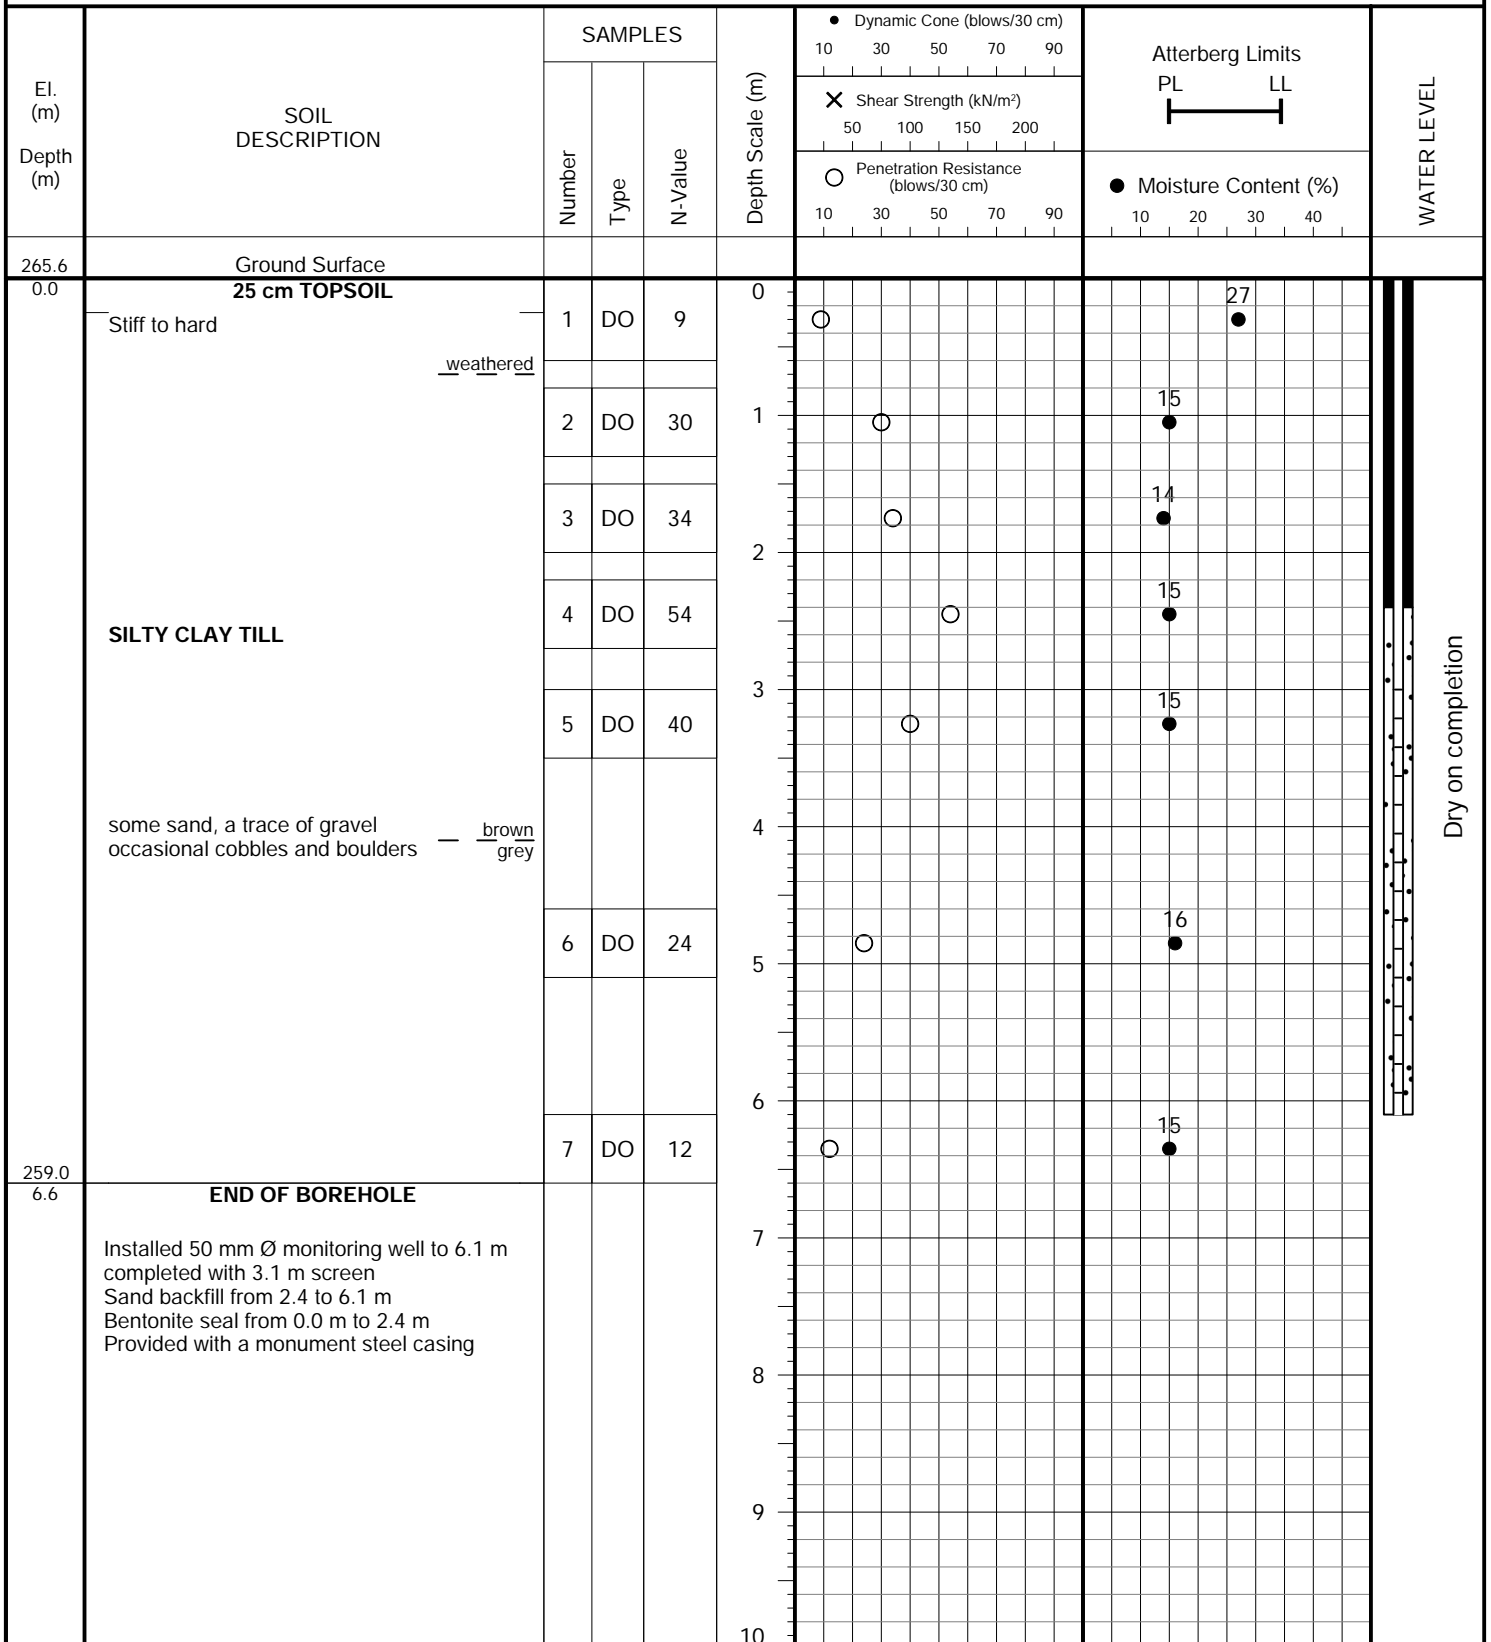 El.
(m)
Depth
(m)
SOIL
DESCRIPTION
SAMPLES
Number
Type
N-Value
Depth Scale (m)
Dynamic Cone (blows/30 cm)
10 30 50 70 90
Shear Strength (kN/m²)
50 100 150 200
Penetration Resistance
(blows/30 cm)
10 30 50 70 90
Atterberg Limits
PL LL
Moisture Content (%)
10 20 30 40
WATER LEVEL
265.6
Ground Surface
0.0
25 cm TOPSOIL
0
27
Stiff to hard
1 DO 9
weathered
15
2 DO 30
1
14
3 DO 34
2
15
4 DO 54
SILTY CLAY TILL
3
15
5 DO 40
Dry on completion
some sand, a trace of gravel
occasional cobbles and boulders
brown
grey
4
16
6 DO 24
5
6
15
7 DO 12
259.0
6.6
END OF BOREHOLE
Installed 50 mm Ø monitoring well to 6.1 m
completed with 3.1 m screen
Sand backfill from 2.4 to 6.1 m
Bentonite seal from 0.0 m to 2.4 m
Provided with a monument steel casing
7
8
9
10